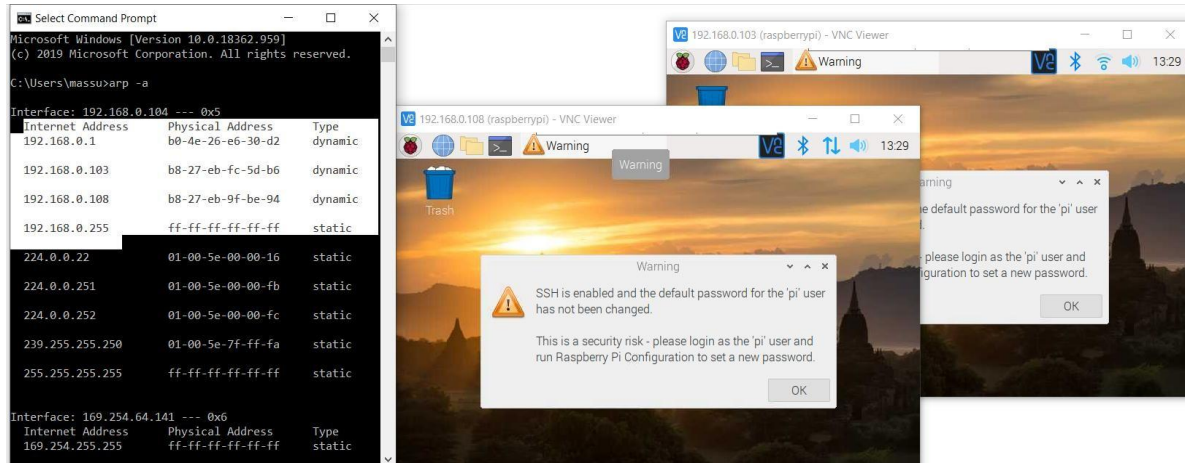 Select Command Prompt
Microsoft Windows [Version 10.0.18362.959]
(c) 2019 Microsoft Corporation. All rights reserved.
C:\Users\massu>arp -a
Interface: 192.168.0.104 --- 0x5
Internet Address Physical Address Type
192.168.0.1 b0-4e-26-e6-30-d2 dynamic
192.168.0.103 b8-27-eb-fc-5d-b6 dynamic
192.168.0.108 b8-27-eb-9f-be-94 dynamic
192.168.0.255 ff-ff-ff-ff-ff-ff static
224.0.0.22 01-00-5e-00-00-16 static
224.0.0.251 01-00-5e-00-00-fb static
224.0.0.252 01-00-5e-00-00-fc static
239.255.255.250 01-00-5e-7f-ff-fa static
255.255.255.255 ff-ff-ff-ff-ff-ff static
Interface: 169.254.64.141 --- 0x6
Internet Address Physical Address Type
169.254.255.255 ff-ff-ff-ff-ff-ff static
192.168.0.108 (raspberrypi) - VNC Viewer
Warning
13:29
Warning
Trash
Warning
SSH is enabled and the default password for the 'pi' user
has not been changed.
This is a security risk - please login as the 'pi' user and
run Raspberry Pi Configuration to set a new password.
OK
192.168.0.103 (raspberrypi) - VNC Viewer
Warning
13:29
arning
e default password for the 'pi' user
please login as the 'pi' user and
iguration to set a new password.
OK